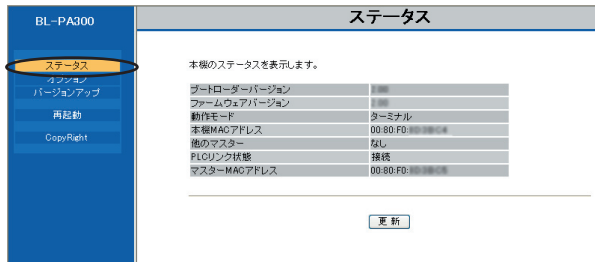 BL-PA300
ステータス
ステータス
オプション
バージョンアップ
再起動
CopyRight
本機のステータスを表示します。
ブートローダーバージョン
ファームウェアバージョン
動作モード ターミナル
本機MACアドレス 00:80:F0:
他のマスター なし
PLCリンク状態 接続
マスターMACアドレス 00:80:F0:
更新